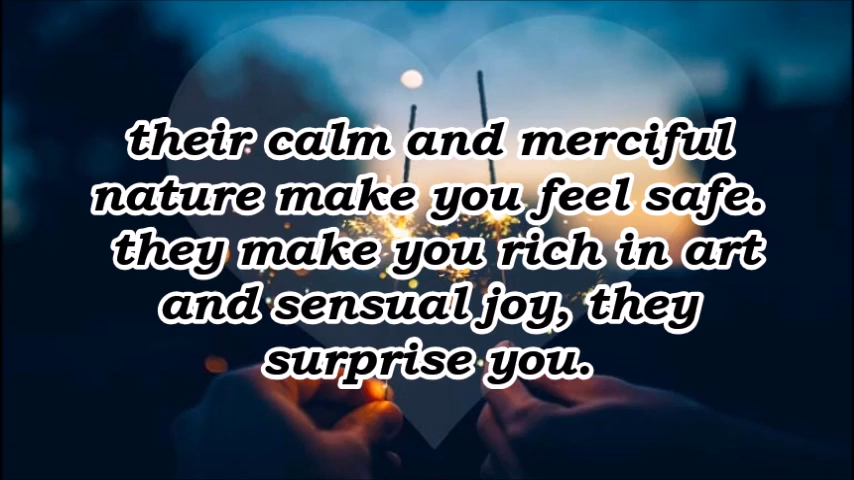 their calm and merciful
nature make you feel safe.
they make you rich in art
and sensual joy, they
surprise you.